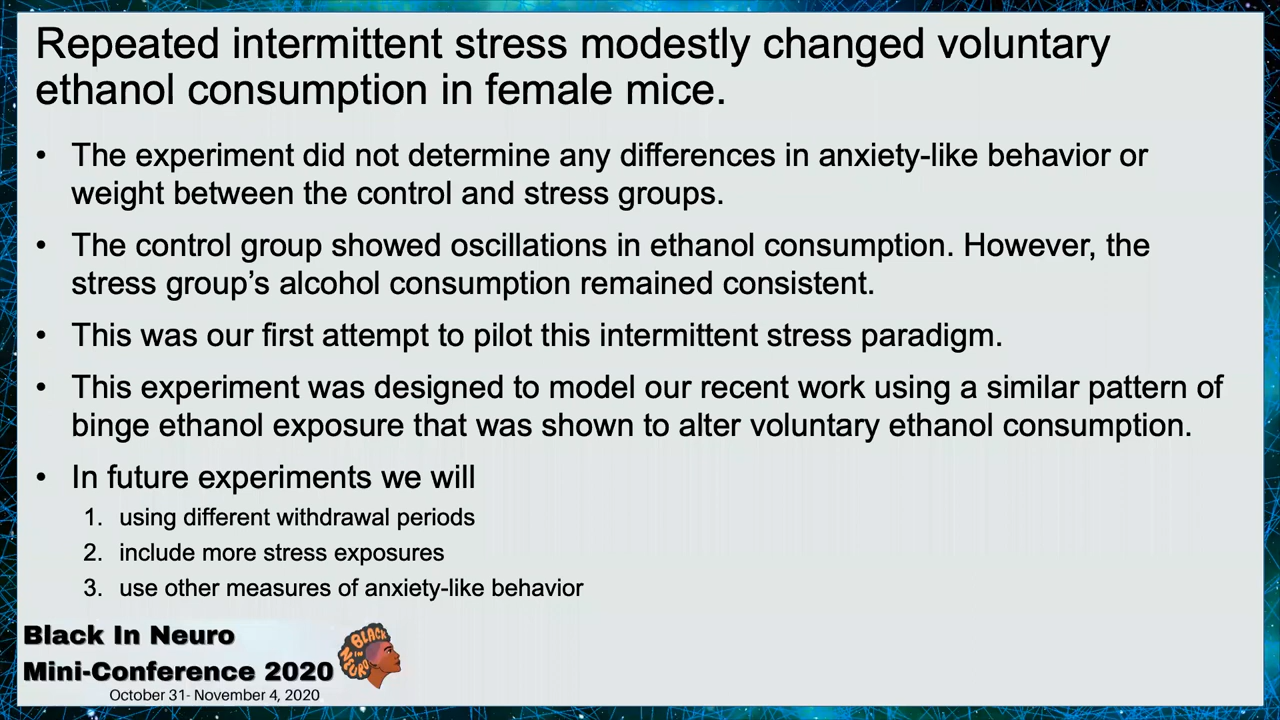 Repeated intermittent stress modestly changed voluntary
ethanol consumption in female mice.
• The experiment did not determine any differences in anxiety-like behavior or
weight between the control and stress groups.
• The control group showed oscillations in ethanol consumption. However, the
stress group’s alcohol consumption remained consistent.
• This was our first attempt to pilot this intermittent stress paradigm.
• This experiment was designed to model our recent work using a similar pattern of
binge ethanol exposure that was shown to alter voluntary ethanol consumption.
• In future experiments we will
1. using different withdrawal periods
2. include more stress exposures
3. use other measures of anxiety-like behavior
Black In Neuro
Mini-Conference 2020
October 31- November 4, 2020
BLACK
IN
NEURO